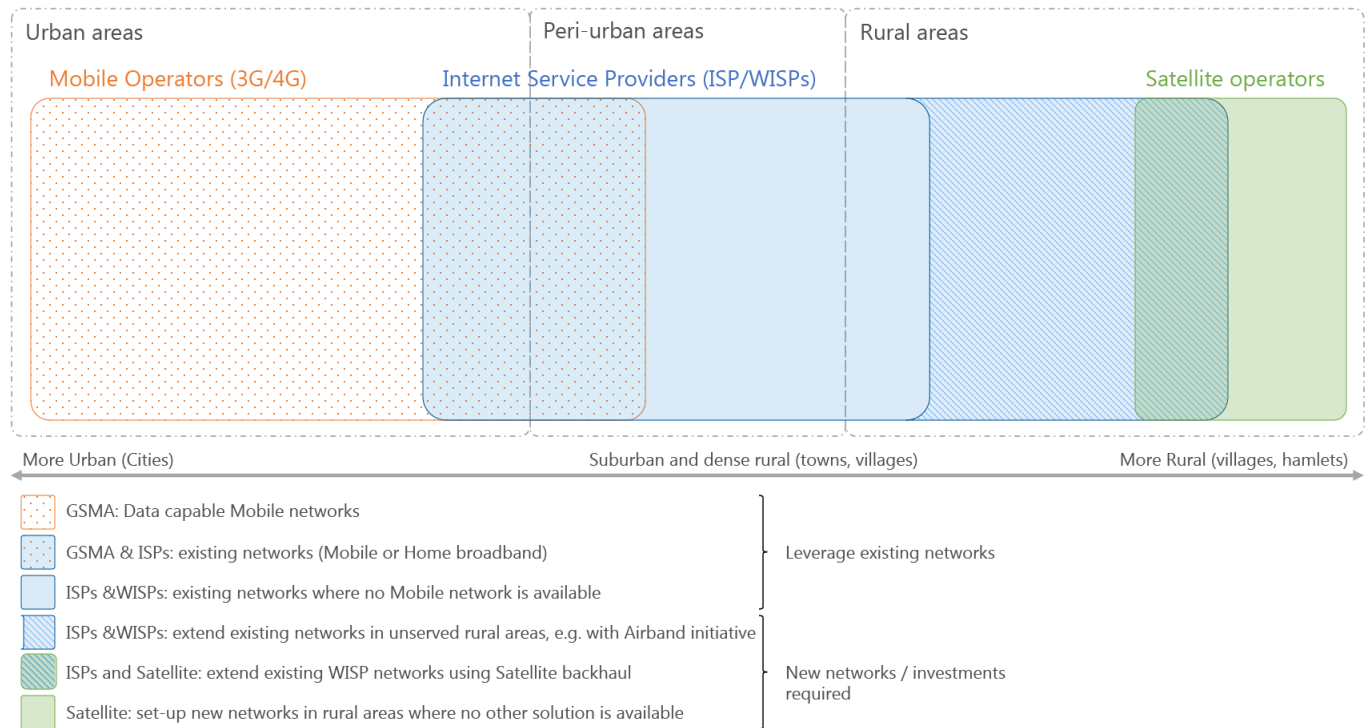 Urban areas
Peri-urban areas
Rural areas
Mobile Operators (3G/4G)
Internet Service Providers (ISP/WISPs)
Satellite operators
More Urban (Cities)
Suburban and dense rural (towns, villages)
More Rural (villages, hamlets)
GSMA: Data capable Mobile networks
GSMA & ISPs: existing networks (Mobile or Home broadband)
ISPs &WISPs: existing networks where no Mobile network is available
Leverage existing networks
ISPs &WISPs: extend existing networks in unserved rural areas, e.g. with Airband initiative
ISPs and Satellite: extend existing WISP networks using Satellite backhaul
Satellite: set-up new networks in rural areas where no other solution is available
New networks / investments
required